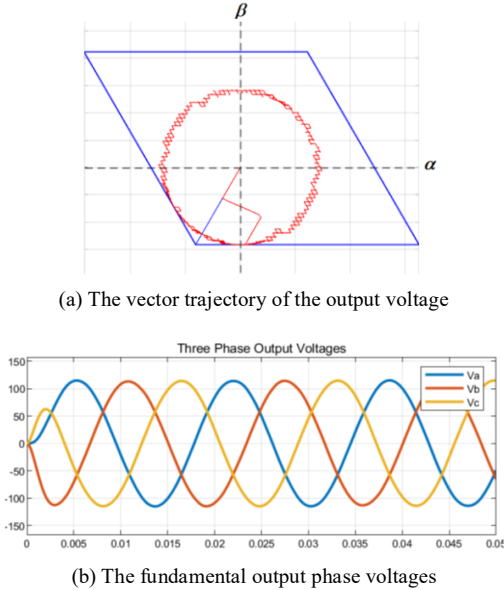 β
α
(a) The vector trajectory of the output voltage
Three Phase Output Voltages
150
100
50
0
-50
-100
-150
Va
Vb
Vc
0 0.005 0.01 0.015 0.02 0.025 0.03 0.035 0.04 0.045 0.05
(b) The fundamental output phase voltages